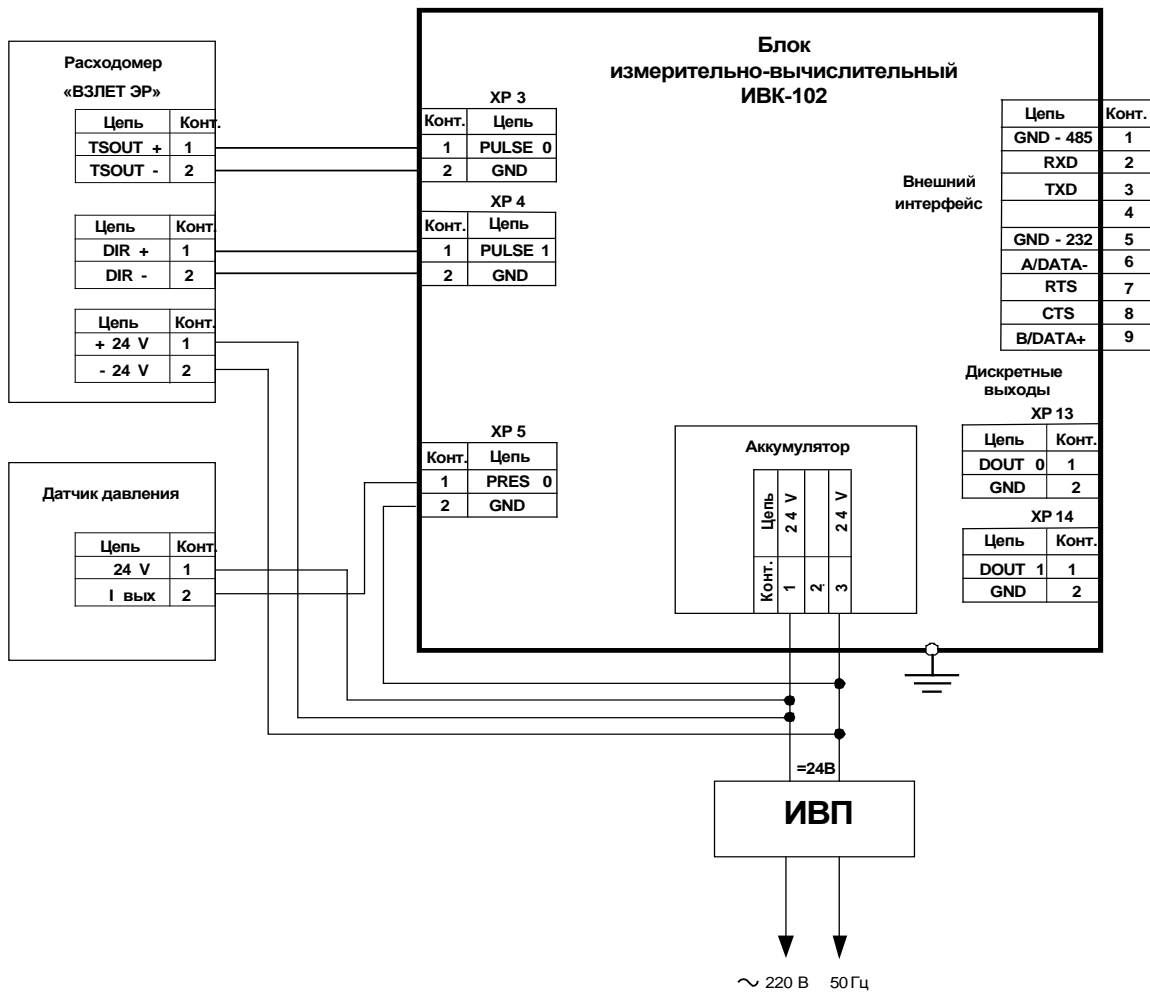 Расходомер
«ВЗЛЕТ ЭР»
Цепь Конт.
TSOUT + 1
TSOUT - 2
Цепь Конт.
DIR + 1
DIR - 2
Цепь Конт.
+ 24 V 1
- 24 V 2
Датчик давления
Цепь Конт.
24 V 1
I вых 2
Блок
измерительно-вычислительный
ИВК-102
XP 3
Конт. Цепь
1 PULSE 0
2 GND
XP 4
Конт. Цепь
1 PULSE 1
2 GND
XP 5
Конт. Цепь
1 PRES 0
2 GND
Внешний
интерфейс
Цепь Конт.
GND - 485 1
RXD 2
TXD 3
4
GND - 232 5
A/DATA- 6
RTS 7
CTS 8
B/DATA+ 9
Дискретные
выходы
XP 13
Цепь Конт.
DOUT 0 1
GND 2
XP 14
Цепь Конт.
DOUT 1 1
GND 2
Аккумулятор
Конт. Цепь
1 24 V
2
3 24 V
=24В
ИВП
~ 220 В 50 Гц